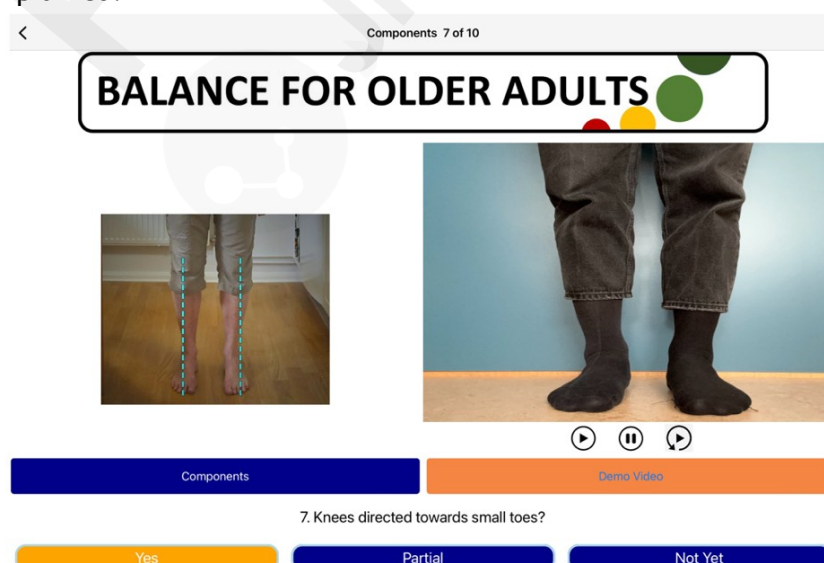 Components 7 of 10
BALANCE FOR OLDER ADULTS
Components
Demo Video
7. Knees directed towards small toes?
Yes
Partial
Not Yet